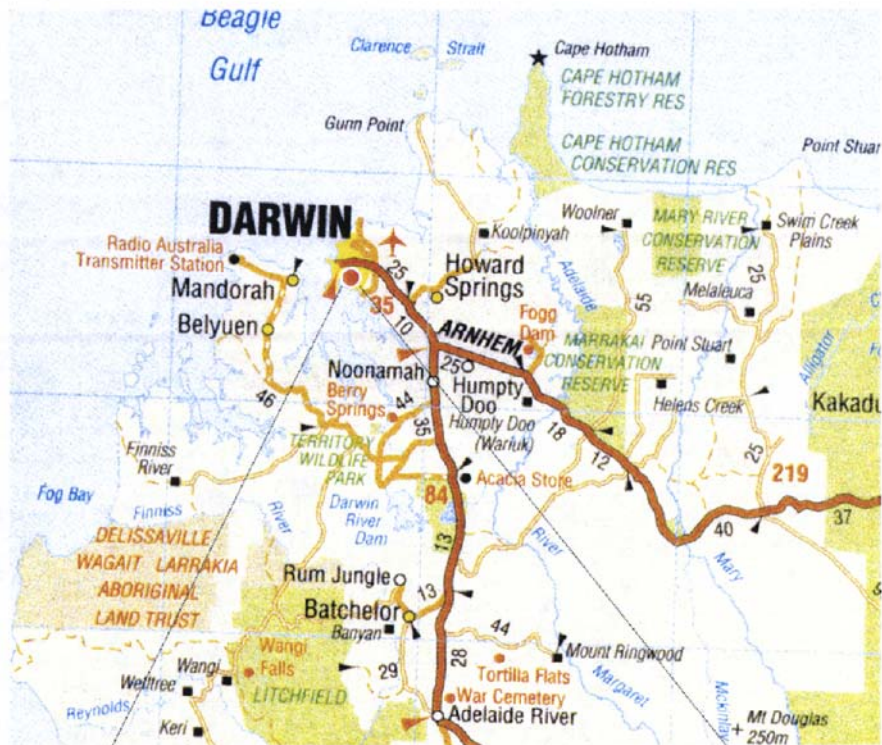 Beagle
Gulf
Clarence Strait
Cape Hotham
CAPE HOTHAM
FORESTRY RES
Gunn Point
CAPE HOTHAM
CONSERVATION RES
Point Stuar
DARWIN
Radio Australia
Transmitter Station
Koolpinyah
Woolner
MARY RIVER
CONSERVATION
RESERVE
Swim Creek
Plains
25
Howard
Springs
Adelaide
25
Mandorah
35
Melaleuca
55
Belyuen
10
ARNHEM
Fogg
Dam
MARRAKAI
CONSERVATION
RESERVE
Point Stuart
Alligator
Noonamah
25
Humpty
Doo
Berry
Springs
44
46
35
Humpty Doo
(Wariuk)
18
Helens Creek
Kakadu
TERRITORY
WILDLIFE
PARK
12
25
219
Finniss
River
Acacia Store
Fog Bay
Finniss
River
84
Darwin
River
Dam
13
River
40
37
DELISSAVILLE
WAGAIT LARRAKIA
ABORIGINAL
LAND TRUST
Mary
Rum Jungle
13
Batchelor
Banyan
44
Mount Ringwood
Wangi
Falls
Wangi
29
28
Tortilla Flats
Margaret
Welltree
LITCHFIELD
War Cemetery
McKinlay
Reynolds
Adelaide River
Keri
Mt Douglas
250m